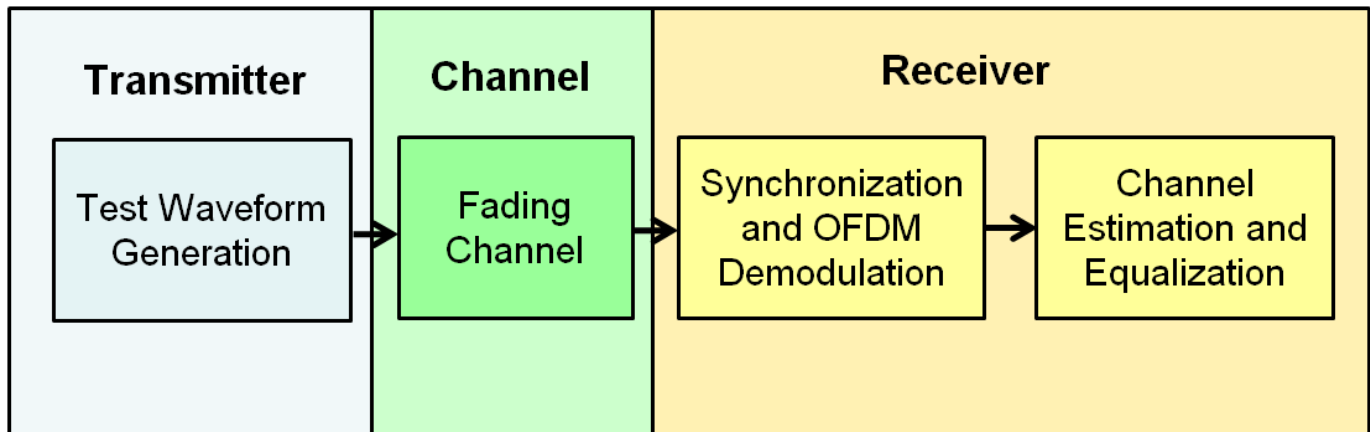 Transmitter
Channel
Receiver
Test Waveform
Generation
Fading
Channel
Synchronization
and OFDM
Demodulation
Channel
Estimation and
Equalization